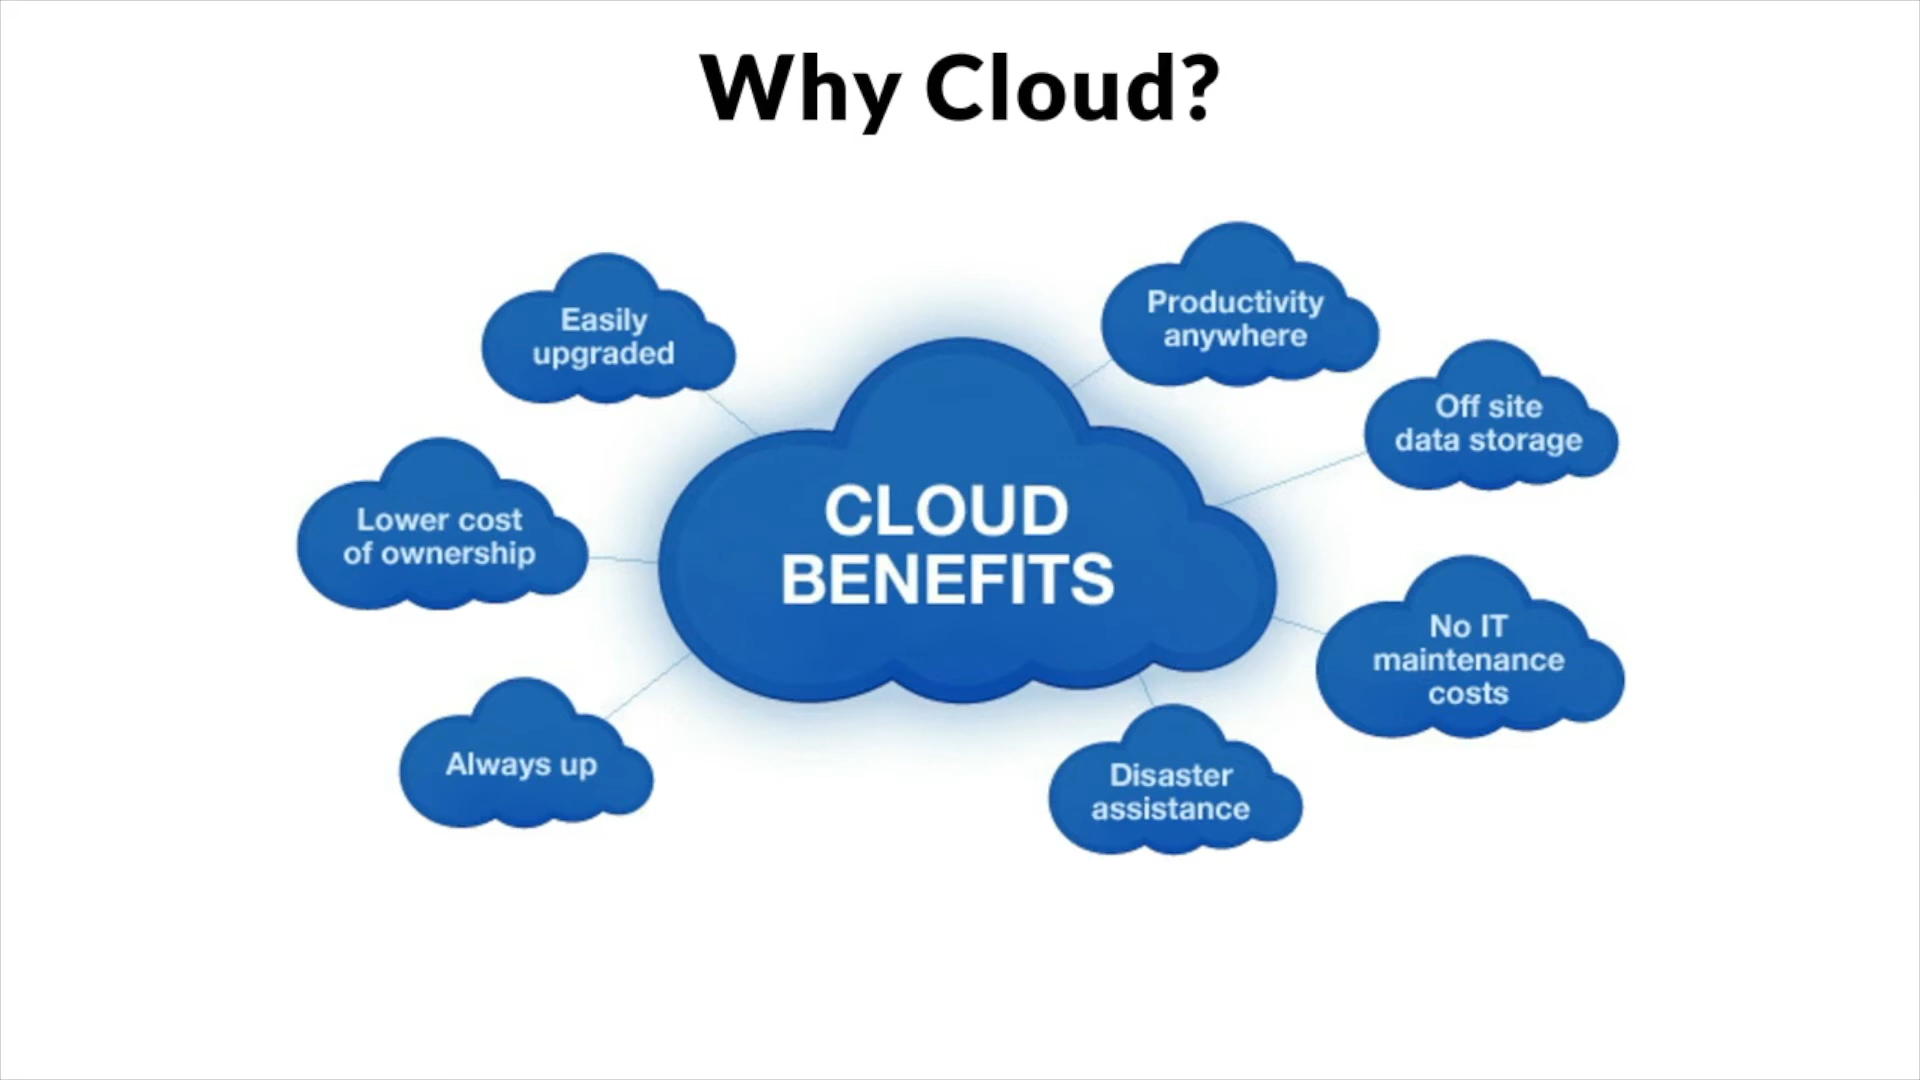 Why Cloud?
Easily
upgraded
Productivity
anywhere
Off site
data storage
Lower cost
of ownership
CLOUD
BENEFITS
No IT
maintenance
costs
Always up
Disaster
assistance